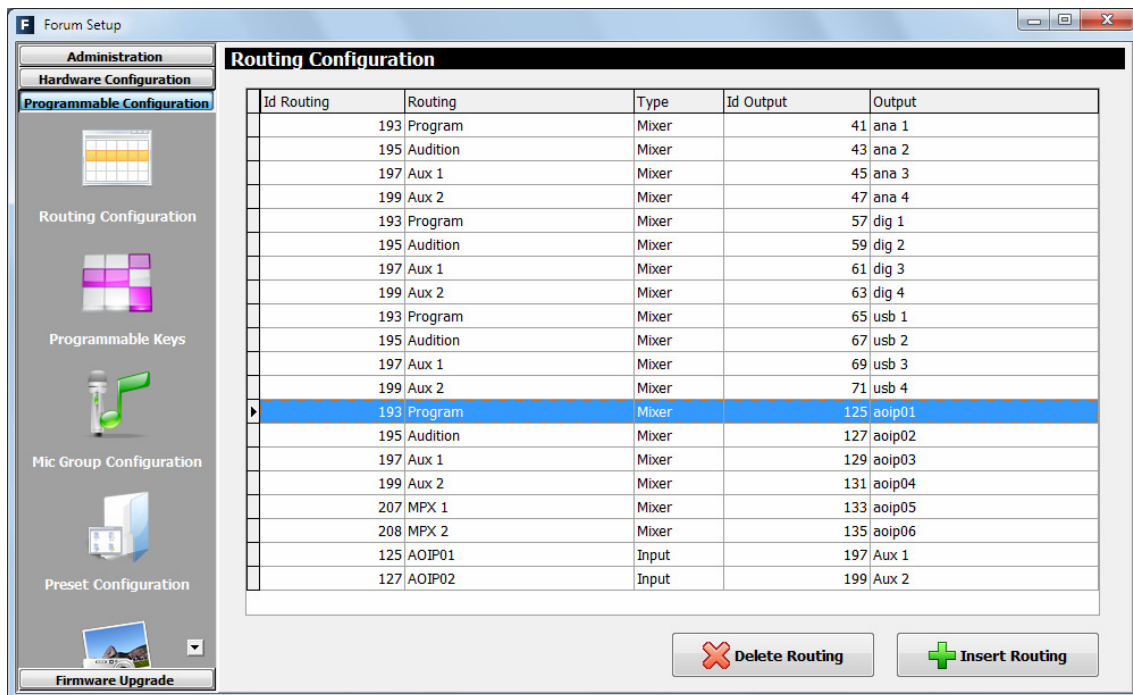 F Forum Setup
Administration
Hardware Configuration
Programmable Configuration
Routing Configuration
Programmable Keys
Mic Group Configuration
Preset Configuration
Firmware Upgrade
Routing Configuration
Id Routing Routing Type Id Output Output
193 Program Mixer 41 ana 1
195 Audition Mixer 43 ana 2
197 Aux 1 Mixer 45 ana 3
199 Aux 2 Mixer 47 ana 4
193 Program Mixer 57 dig 1
195 Audition Mixer 59 dig 2
197 Aux 1 Mixer 61 dig 3
199 Aux 2 Mixer 63 dig 4
193 Program Mixer 65 usb 1
195 Audition Mixer 67 usb 2
197 Aux 1 Mixer 69 usb 3
199 Aux 2 Mixer 71 usb 4
193 Program Mixer 125 aoip01
195 Audition Mixer 127 aoip02
197 Aux 1 Mixer 129 aoip03
199 Aux 2 Mixer 131 aoip04
207 MPX 1 Mixer 133 aoip05
208 MPX 2 Mixer 135 aoip06
125 AOIP01 Input 197 Aux 1
127 AOIP02 Input 199 Aux 2
Delete Routing
Insert Routing